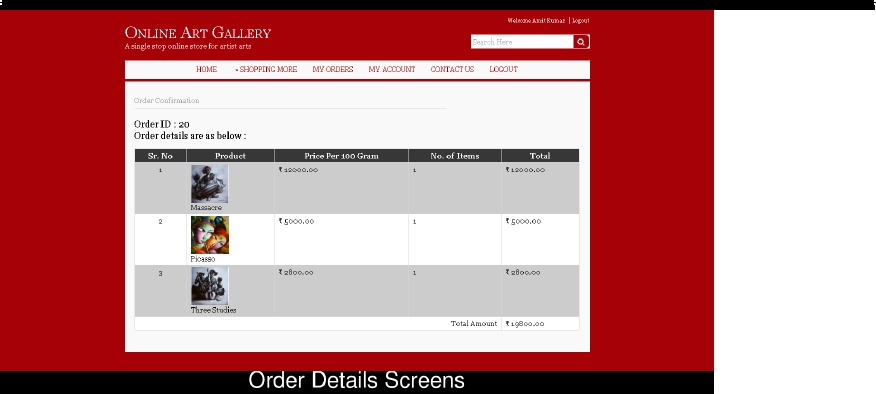 Welcome Amit Kumar | Logout
ONLINE ART GALLERY
A single stop online store for artist arts
Search Here
HOME + SHOPPING MORE MY ORDERS MY ACCOUNT CONTACT US LOGOUT
Order Confirmation
Order ID : 20
Order details are as below :
Sr. No Product Price Per 100 Gram No. of Items Total
1 ₹ 12000.00 1 ₹ 12000.00
Massacre
2 ₹ 5000.00 1 ₹ 5000.00
Picasso
3 ₹ 2800.00 1 ₹ 2800.00
Three Studies
Total Amount ₹ 19800.00
Order Details Screens